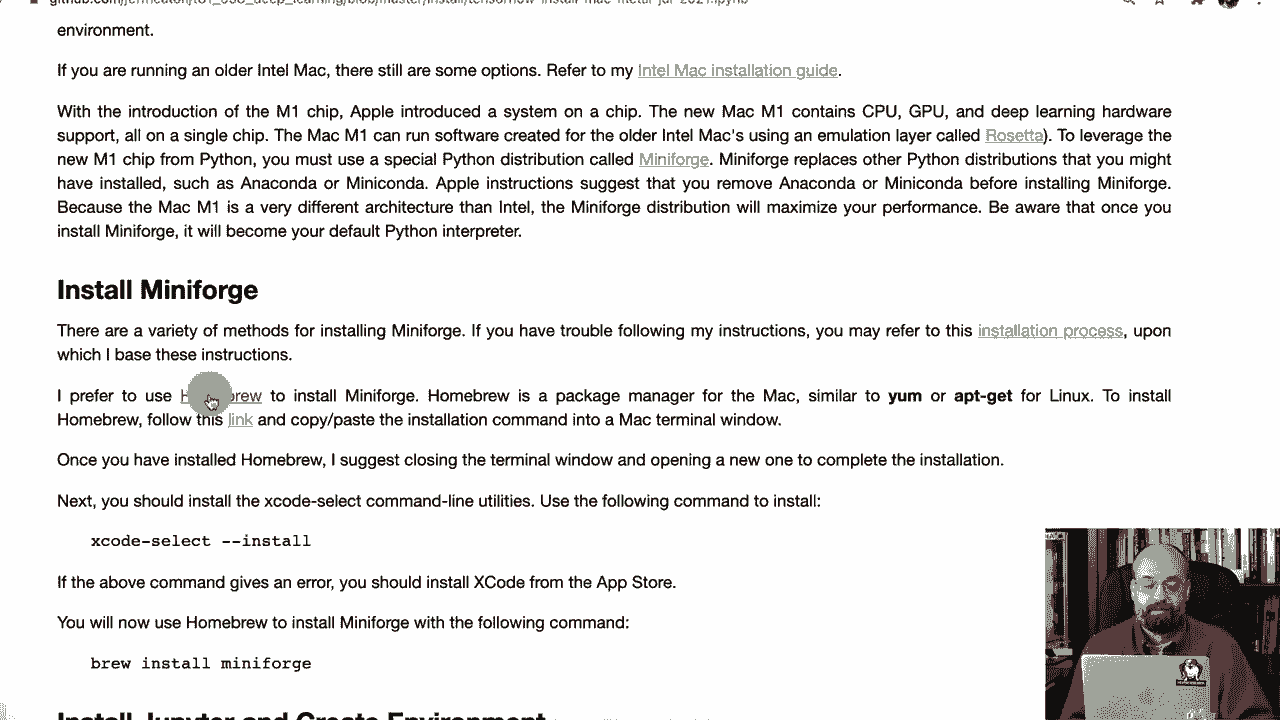 environment.
If you are running an older Intel Mac, there still are some options. Refer to my Intel Mac installation guide.
With the introduction of the M1 chip, Apple introduced a system on a chip. The new Mac M1 contains CPU, GPU, and deep learning hardware
support, all on a single chip. The Mac M1 can run software created for the older Intel Mac's using an emulation layer called Rosetta). To leverage the
new M1 chip from Python, you must use a special Python distribution called Miniforge. Miniforge replaces other Python distributions that you might
have installed, such as Anaconda or Miniconda. Apple instructions suggest that you remove Anaconda or Miniconda before installing Miniforge.
Because the Mac M1 is a very different architecture than Intel, the Miniforge distribution will maximize your performance. Be aware that once you
install Miniforge, it will become your default Python interpreter.
Install Miniforge
There are a variety of methods for installing Miniforge. If you have trouble following my instructions, you may refer to this installation process, upon
which I base these instructions.
I prefer to use Homebrew to install Miniforge. Homebrew is a package manager for the Mac, similar to yum or apt-get for Linux. To install
Homebrew, follow this link and copy/paste the installation command into a Mac terminal window.
Once you have installed Homebrew, I suggest closing the terminal window and opening a new one to complete the installation.
Next, you should install the xcode-select command-line utilities. Use the following command to install:
xcode-select --install
If the above command gives an error, you should install XCode from the App Store.
You will now use Homebrew to install Miniforge with the following command:
brew install miniforge
Install Jupyter and Create Environment